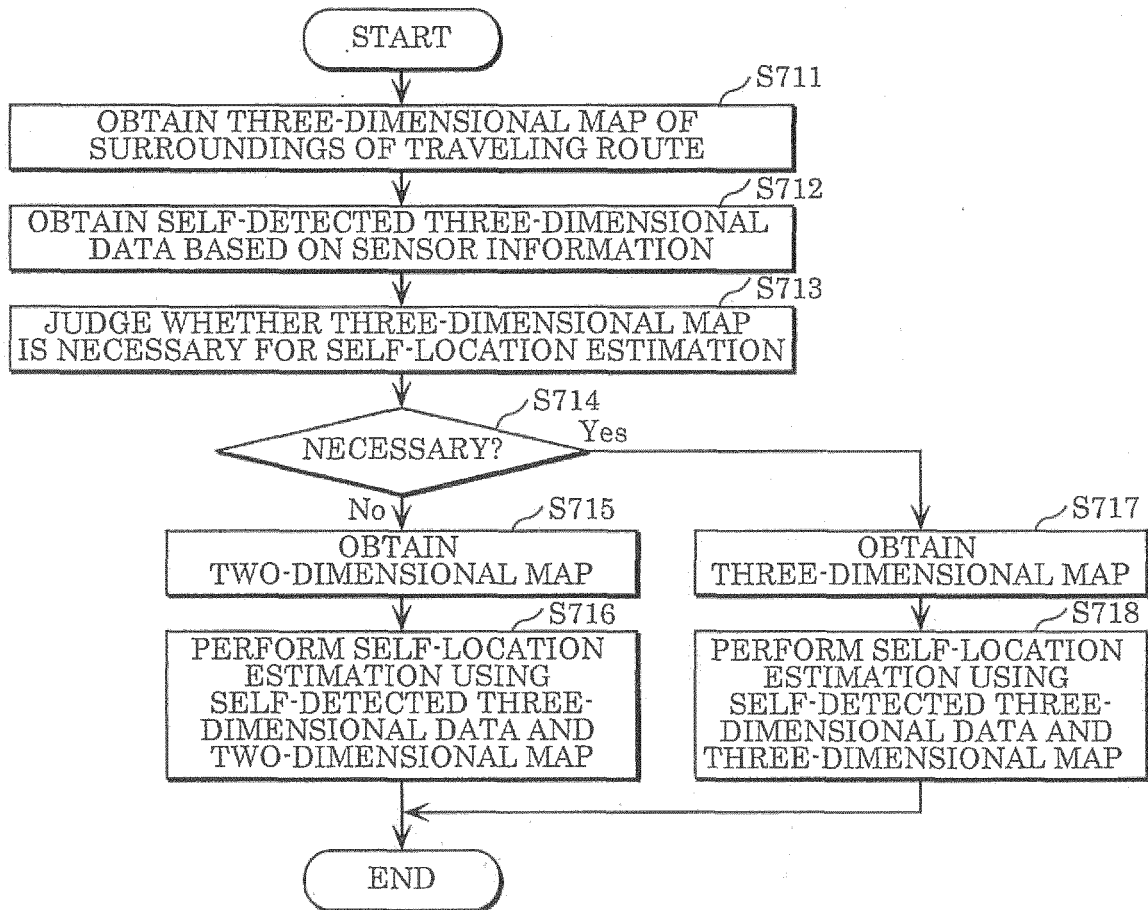 START
S711
OBTAIN THREE-DIMENSIONAL MAP OF
SURROUNDINGS OF TRAVELING ROUTE
S712
OBTAIN SELF-DETECTED THREE-DIMENSIONAL
DATA BASED ON SENSOR INFORMATION
S713
JUDGE WHETHER THREE-DIMENSIONAL MAP
IS NECESSARY FOR SELF-LOCATION ESTIMATION
S714
NECESSARY?
Yes
No
S715
OBTAIN
TWO-DIMENSIONAL MAP
S716
PERFORM SELF-LOCATION
ESTIMATION USING
SELF-DETECTED THREE-
DIMENSIONAL DATA AND
TWO-DIMENSIONAL MAP
S717
OBTAIN
THREE-DIMENSIONAL MAP
S718
PERFORM SELF-LOCATION
ESTIMATION USING
SELF-DETECTED THREE-
DIMENSIONAL DATA AND
THREE-DIMENSIONAL MAP
END